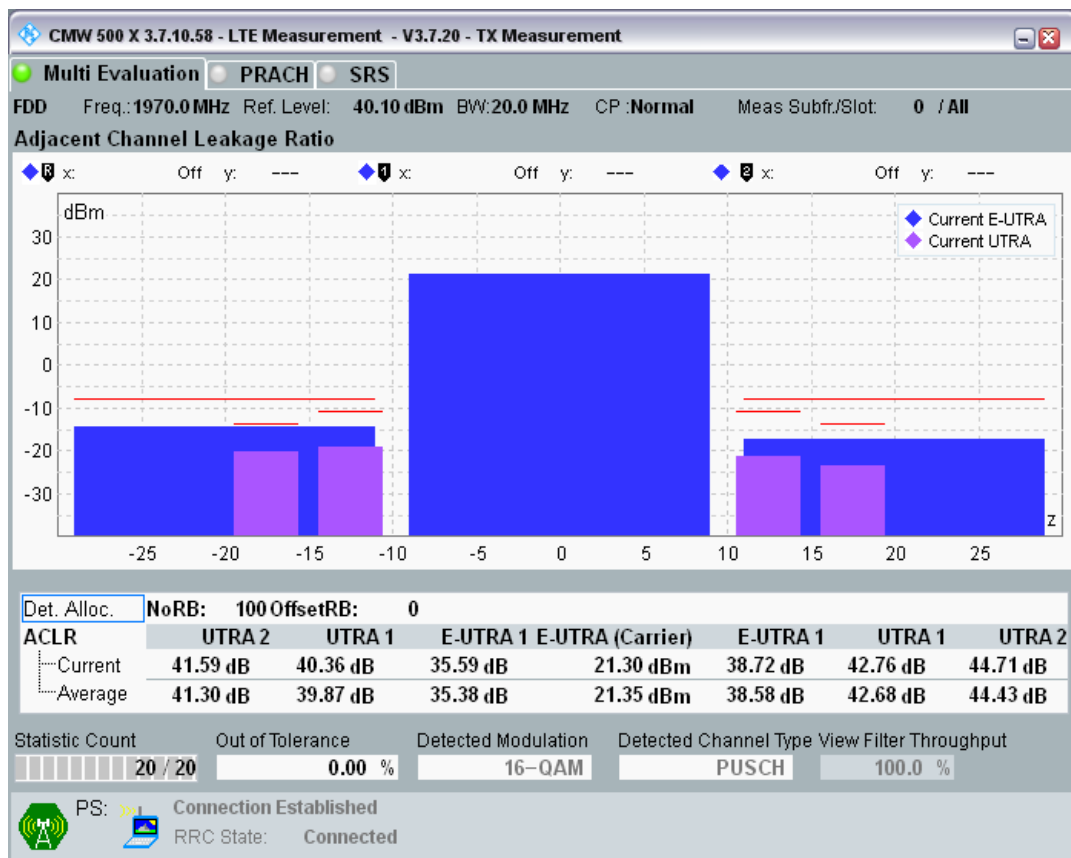 CMW 500 X 3.7.10.58 - LTE Measurement - V3.7.20 - TX Measurement
Multi Evaluation PRACH SRS
FDD Freq.:1970.0 MHz Ref. Level: 40.10 dBm BW:20.0 MHz CP :Normal Meas Subfr./Slot: 0 / All
Adjacent Channel Leakage Ratio
R x: Off y: --- 1 x: Off y: --- 2 x: Off y: ---
dBm
Current E-UTRA
Current UTRA
30
20
10
0
-10
-20
-30
z
-25 -20 -15 -10 -5 0 5 10 15 20 25
Det. Alloc. NoRB: 100 OffsetRB: 0
ACLR UTRA 2 UTRA 1 E-UTRA 1 E-UTRA (Carrier) E-UTRA 1 UTRA 1 UTRA 2
Current 41.59 dB 40.36 dB 35.59 dB 21.30 dBm 38.72 dB 42.76 dB 44.71 dB
Average 41.30 dB 39.87 dB 35.38 dB 21.35 dBm 38.58 dB 42.68 dB 44.43 dB
Statistic Count Out of Tolerance Detected Modulation Detected Channel Type View Filter Throughput
20 / 20 0.00 % 16-QAM PUSCH 100.0 %
PS: Connection Established
RRC State: Connected